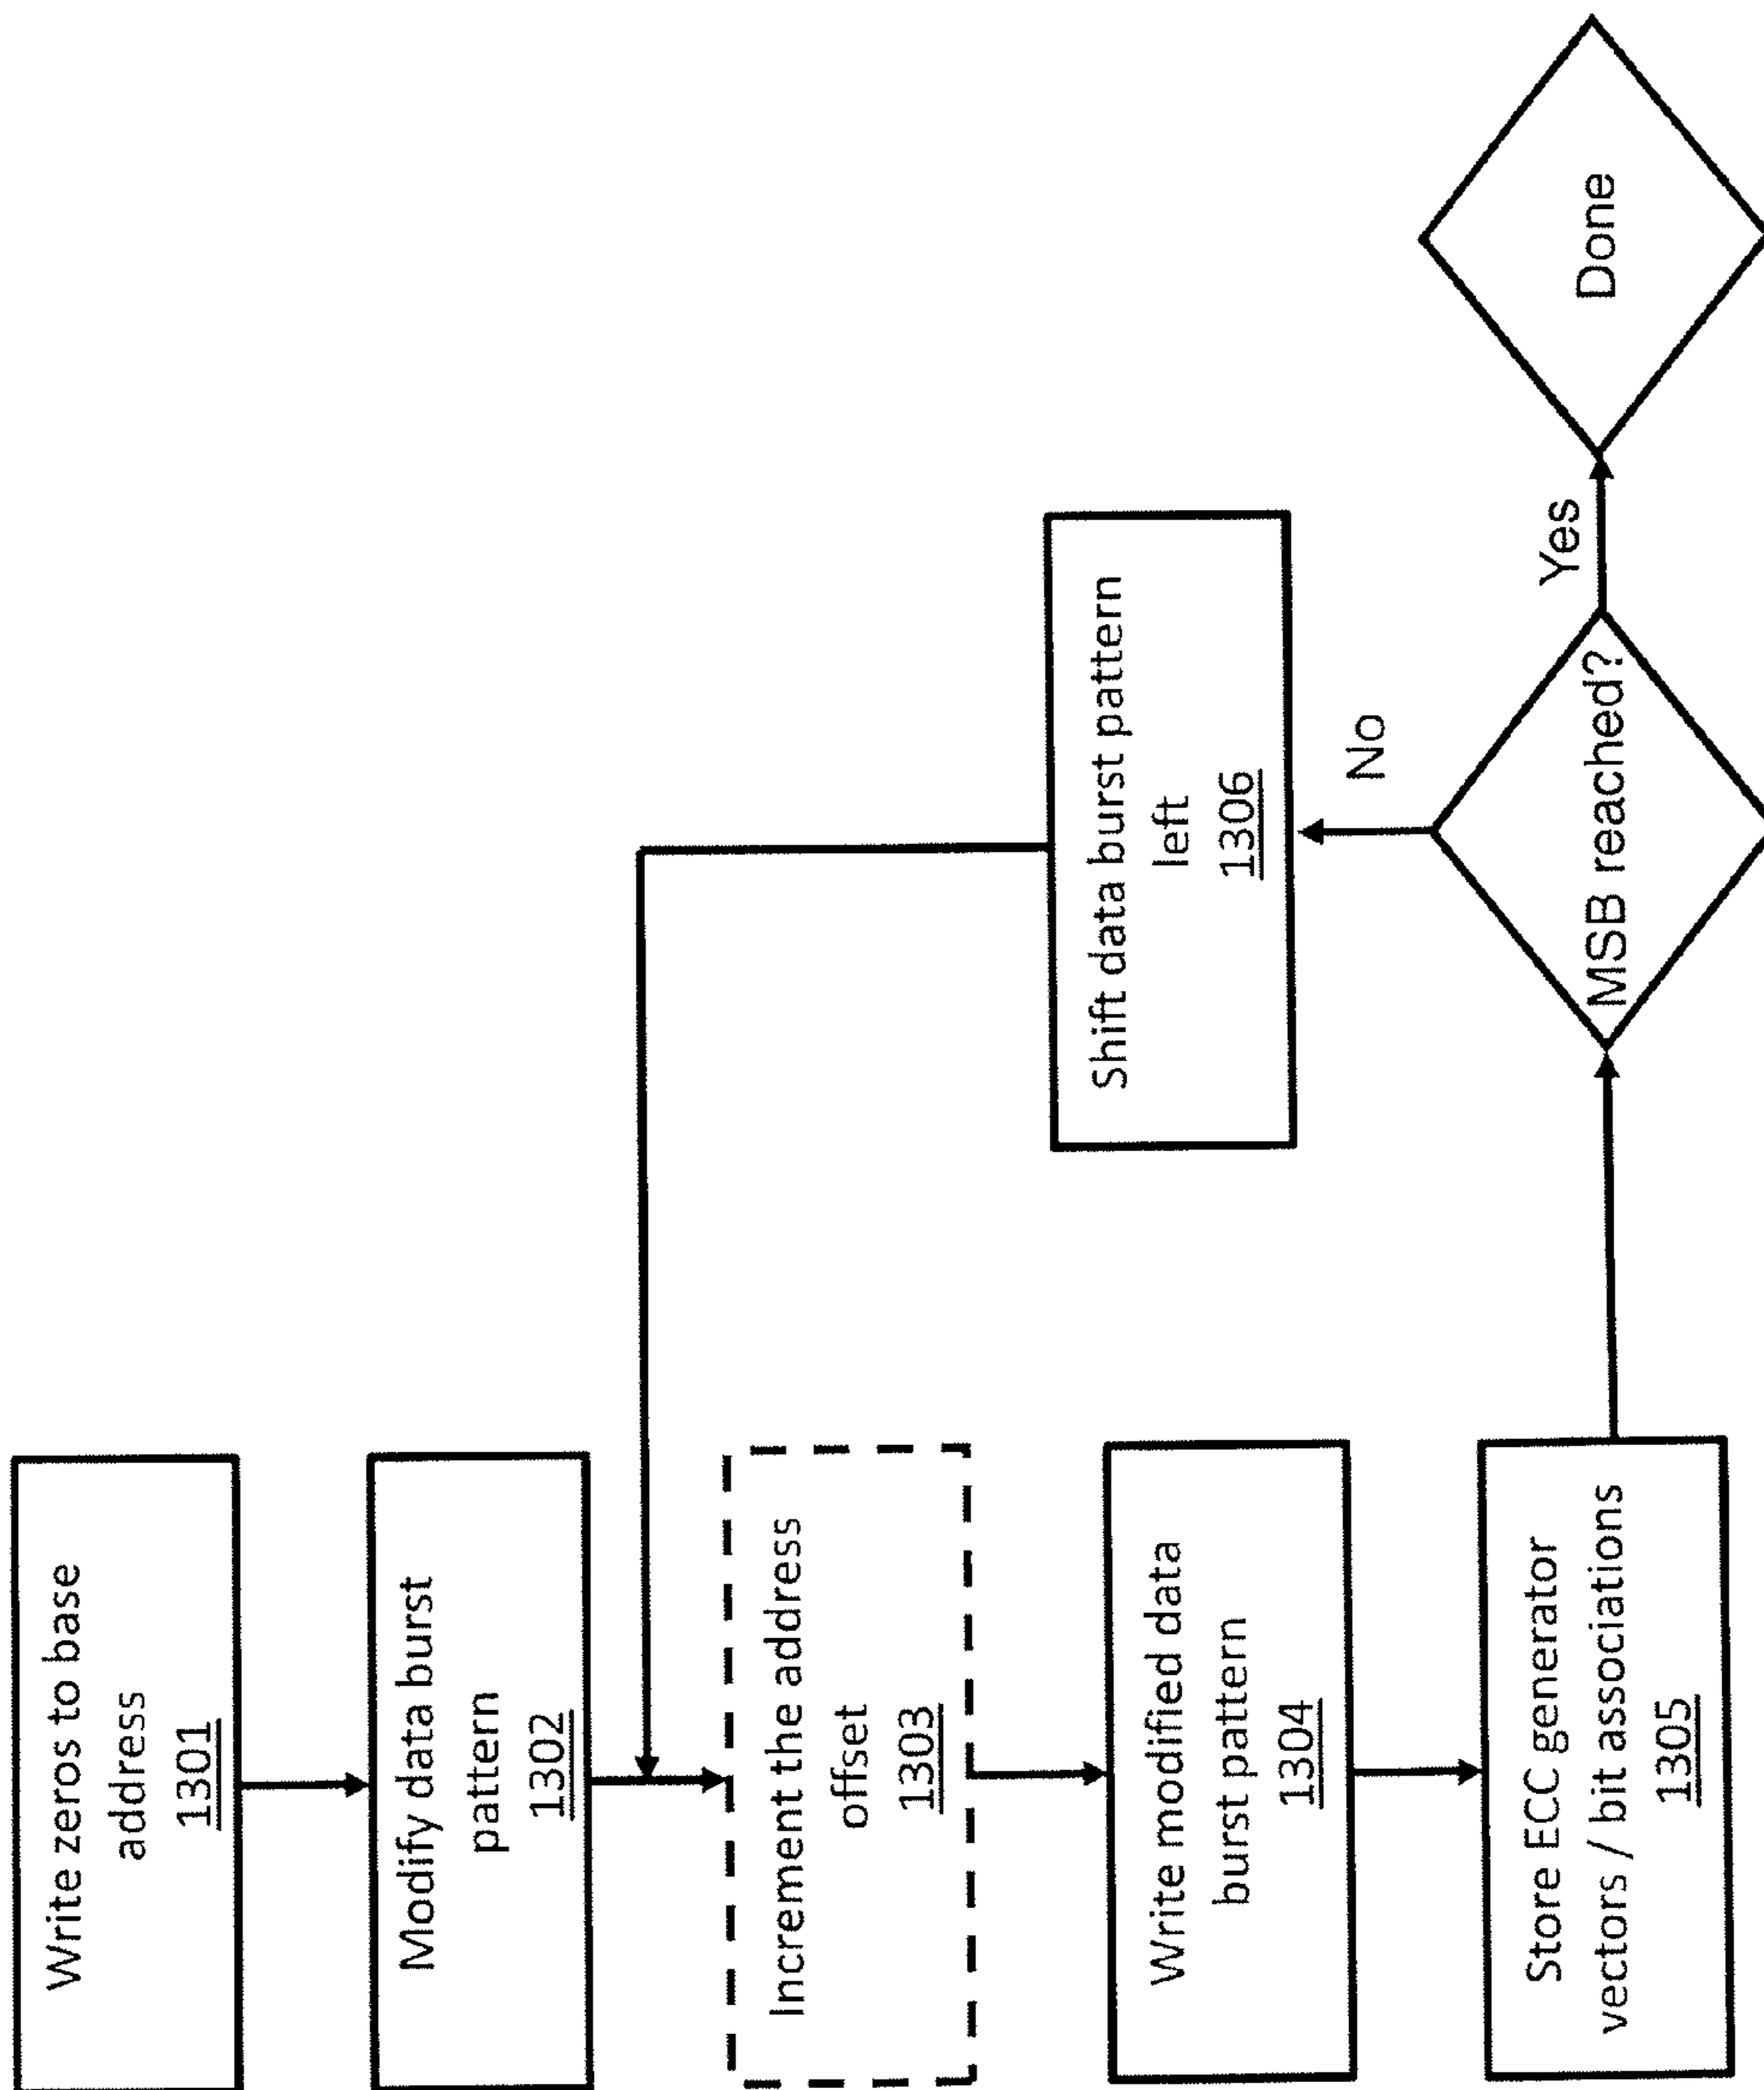 Write zeros to base
address
1301
Modify data burst
pattern
1302
Increment the address
offset
1303
Write modified data
burst pattern
1304
Store ECC generator
vectors / bit associations
1305
MSB reached?
No
Shift data burst pattern
left
1306
Yes
Done